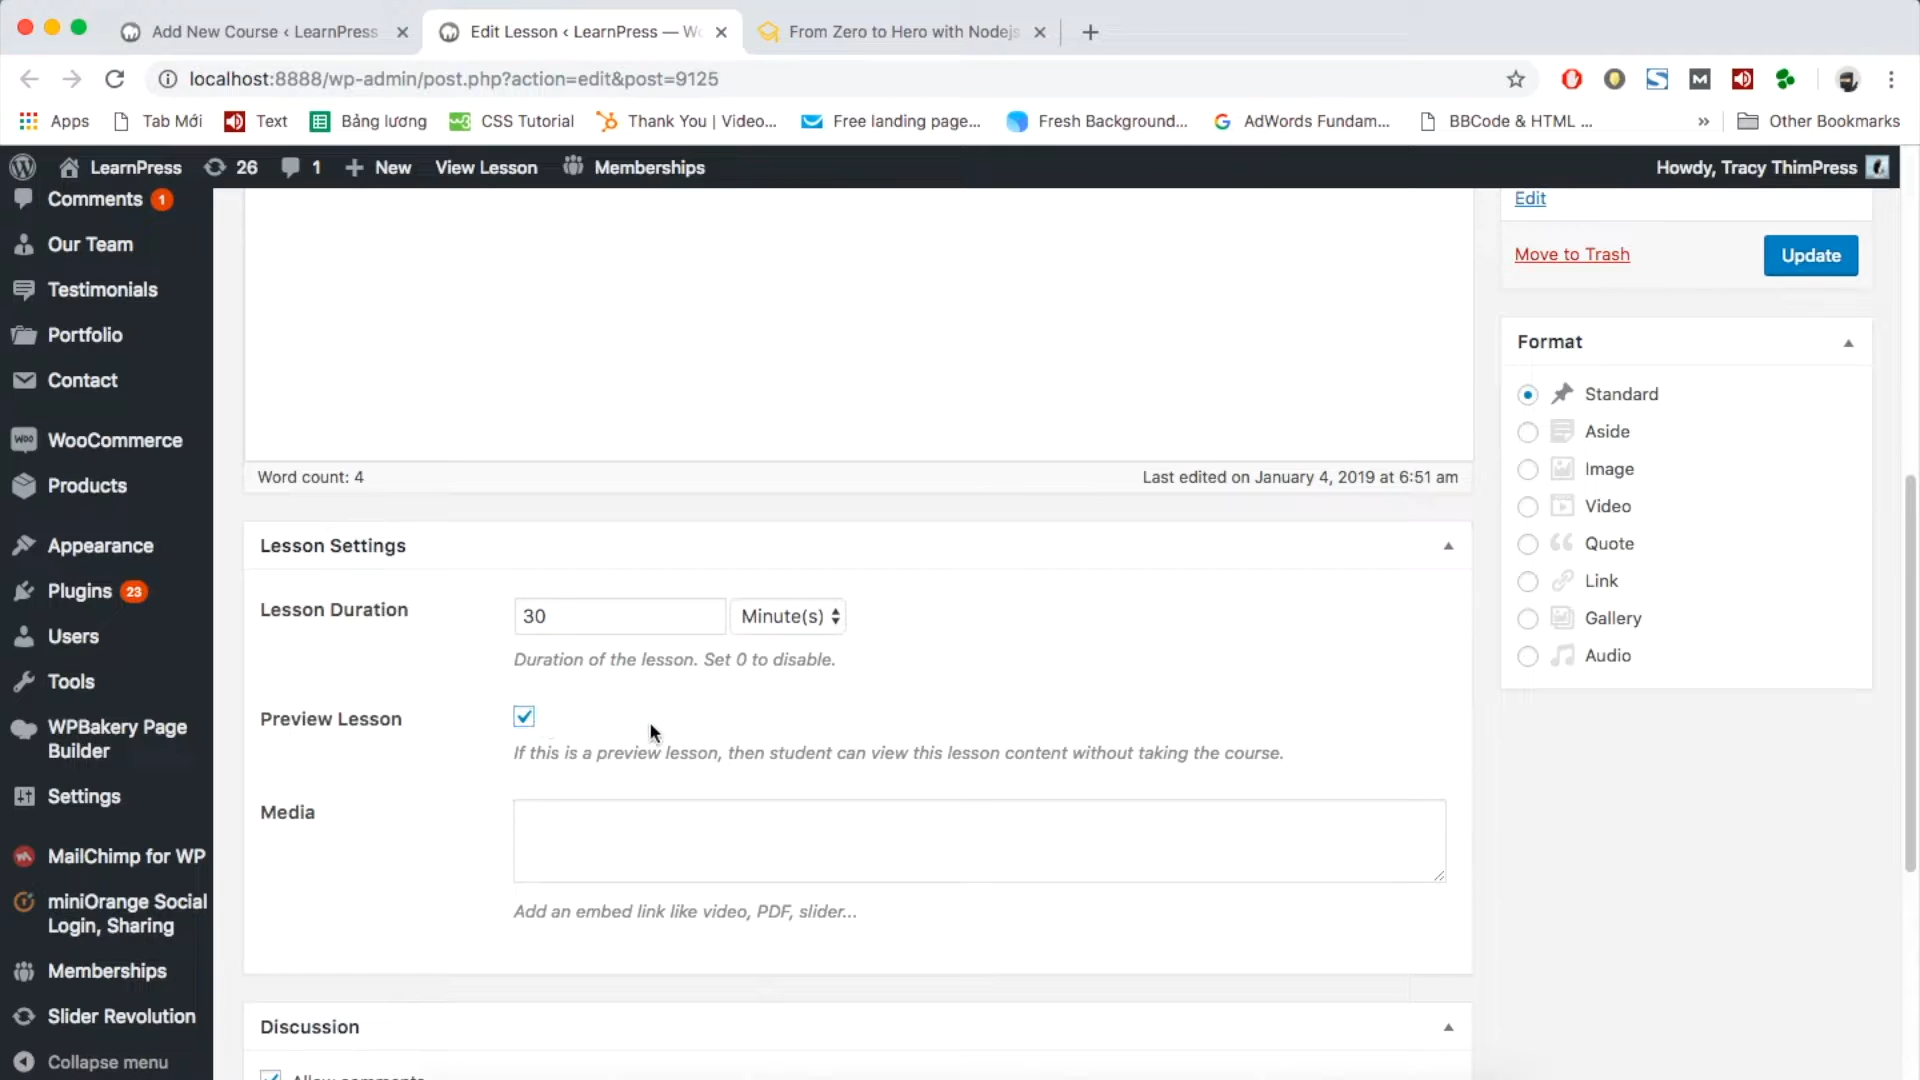 Add New Course ‹ LearnPress
Edit Lesson ‹ LearnPress — Wo
From Zero to Hero with Nodejs
localhost:8888/wp-admin/post.php?action=edit&post=9125
Apps
Tab Mới
Text
Bảng lương
CSS Tutorial
Thank You | Video...
Free landing page...
Fresh Background...
AdWords Fundam...
BBCode & HTML ...
»
Other Bookmarks
LearnPress
26
1
New
View Lesson
Memberships
Howdy, Tracy ThimPress
Comments 1
Our Team
Testimonials
Portfolio
Contact
WooCommerce
Products
Appearance
Plugins 23
Users
Tools
WPBakery Page
Builder
Settings
MailChimp for WP
miniOrange Social
Login, Sharing
Memberships
Slider Revolution
Collapse menu
Word count: 4
Last edited on January 4, 2019 at 6:51 am
Lesson Settings
Lesson Duration
30
Minute(s)
Duration of the lesson. Set 0 to disable.
Preview Lesson
If this is a preview lesson, then student can view this lesson content without taking the course.
Media
Add an embed link like video, PDF, slider...
Discussion
Allow comments
Edit
Move to Trash
Update
Format
Standard
Aside
Image
Video
Quote
Link
Gallery
Audio